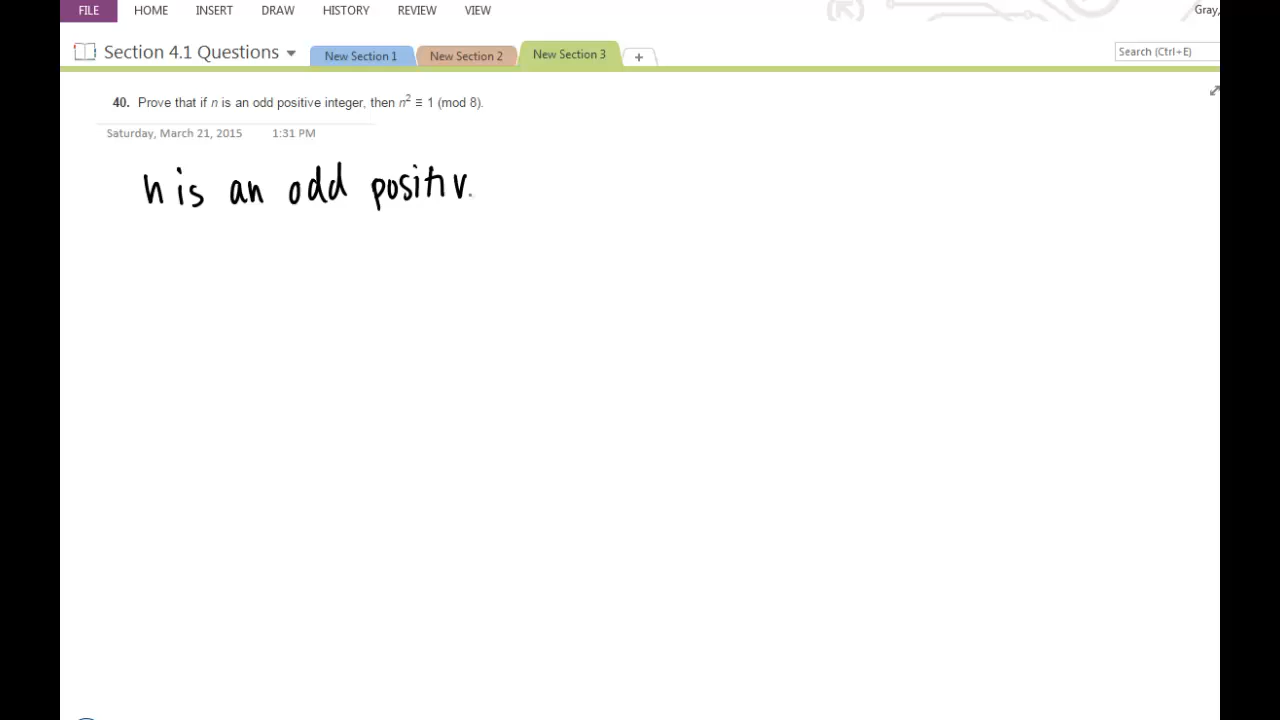 FILE HOME INSERT DRAW HISTORY REVIEW VIEW Gray,
Section 4.1 Questions New Section 1 New Section 2 New Section 3 + Search (Ctrl+E)
40. Prove that if n is an odd positive integer, then n² ≡ 1 (mod 8).
Saturday, March 21, 2015 1:31 PM
n is an odd positiv